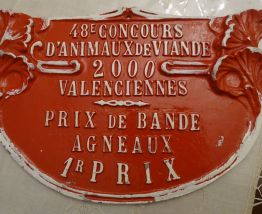 48E CONCOURS
D'ANIMAUX DE VIANDE
2000
VALENCIENNES
PRIX DE BANDE
AGNEAUX
1R PRIX